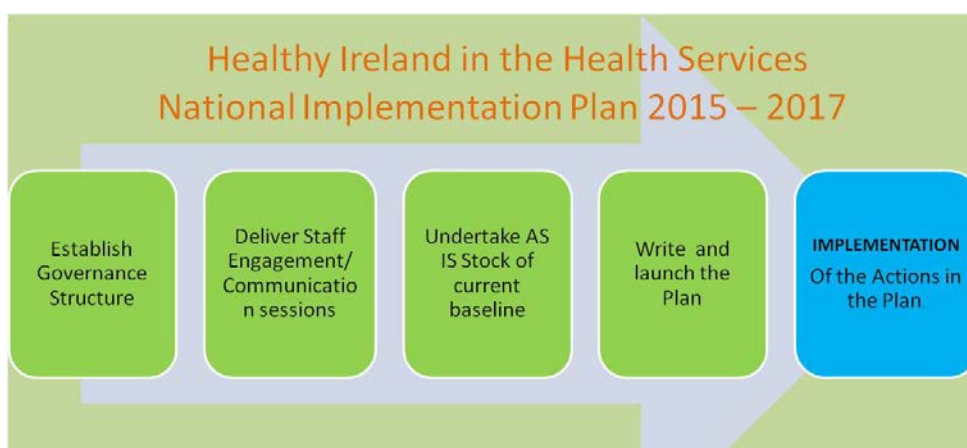 Healthy Ireland in the Health Services
National Implementation Plan 2015 – 2017
Establish
Governance
Structure
Deliver Staff
Engagement/
Communicatio
n sessions
Undertake AS
IS Stock of
current
baseline
Write and
launch the
Plan
IMPLEMENTATION
Of the Actions in
the Plan.